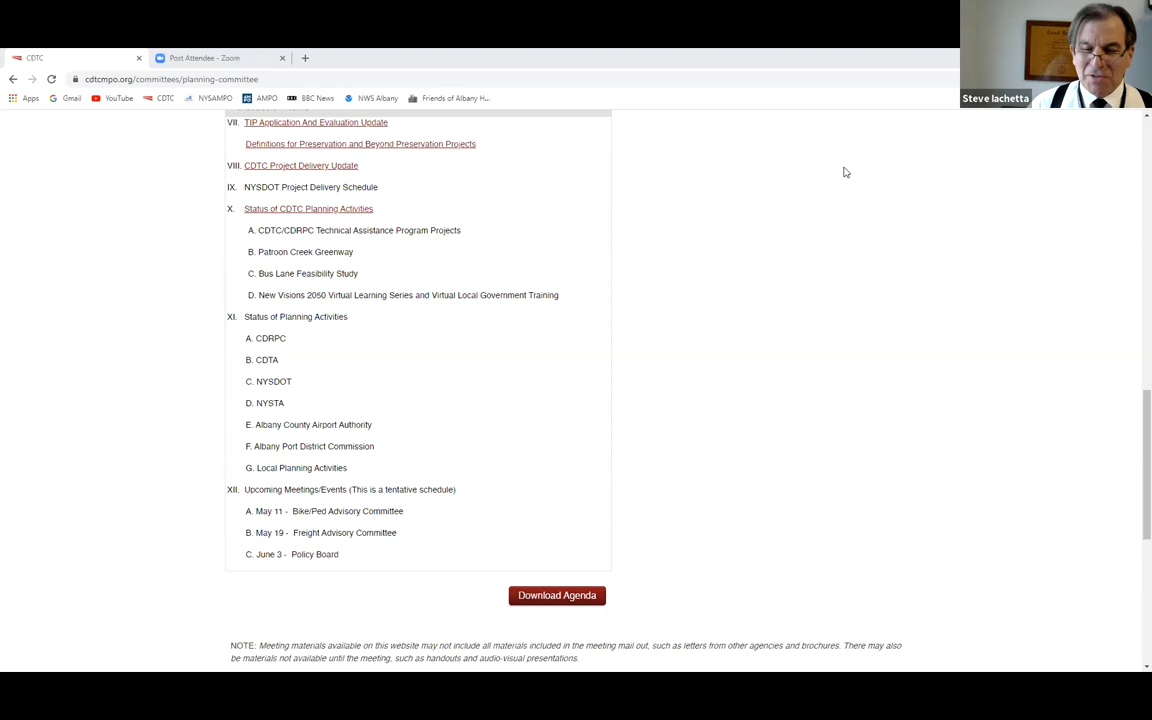 CDTC
Post Attendee - Zoom
cdtcmpo.org/committees/planning-committee
Apps Gmail YouTube CDTC NYSAMPO AMPO BBC News NWS Albany Friends of Albany H...
Steve Iachetta
VII. TIP Application And Evaluation Update
Definitions for Preservation and Beyond Preservation Projects
VIII. CDTC Project Delivery Update
IX. NYSDOT Project Delivery Schedule
X. Status of CDTC Planning Activities
A. CDTC/CDRPC Technical Assistance Program Projects
B. Patroon Creek Greenway
C. Bus Lane Feasibility Study
D. New Visions 2050 Virtual Learning Series and Virtual Local Government Training
XI. Status of Planning Activities
A. CDRPC
B. CDTA
C. NYSDOT
D. NYSTA
E. Albany County Airport Authority
F. Albany Port District Commission
G. Local Planning Activities
XII. Upcoming Meetings/Events (This is a tentative schedule)
A. May 11 - Bike/Ped Advisory Committee
B. May 19 - Freight Advisory Committee
C. June 3 - Policy Board
Download Agenda
NOTE: Meeting materials available on this website may not include all materials included in the meeting mail out, such as letters from other agencies and brochures. There may also
be materials not available until the meeting, such as handouts and audio-visual presentations.